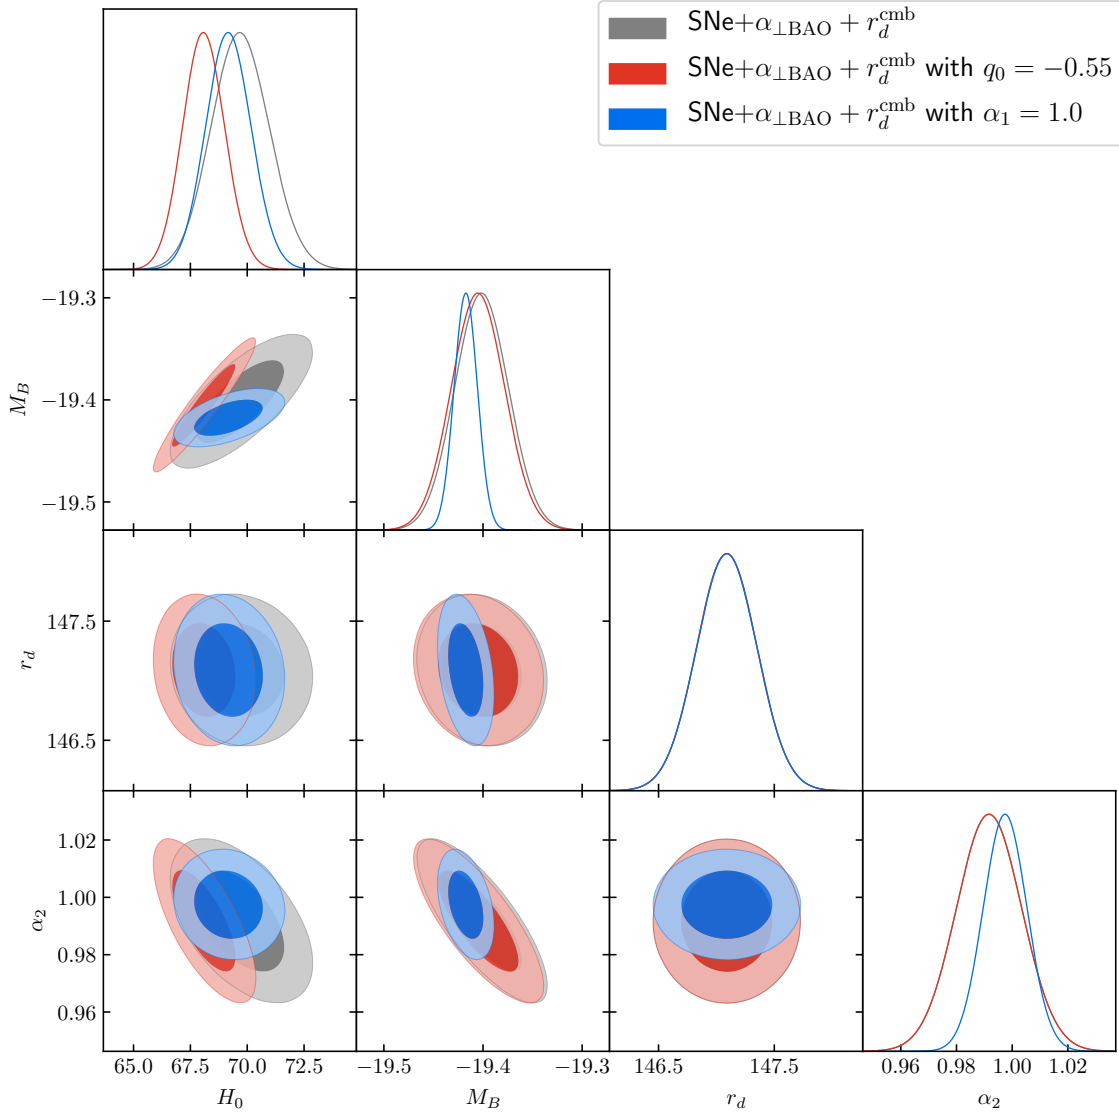 SNe+α⊥BAO + r_d^cmb
SNe+α⊥BAO + r_d^cmb with q₀ = −0.55
SNe+α⊥BAO + r_d^cmb with α₁ = 1.0
−19.3
−19.4
−19.5
M_B
147.5
146.5
r_d
1.02
1.00
0.98
0.96
α₂
65.0 67.5 70.0 72.5
−19.5 −19.4 −19.3
146.5 147.5
0.96 0.98 1.00 1.02
H₀ M_B r_d α₂